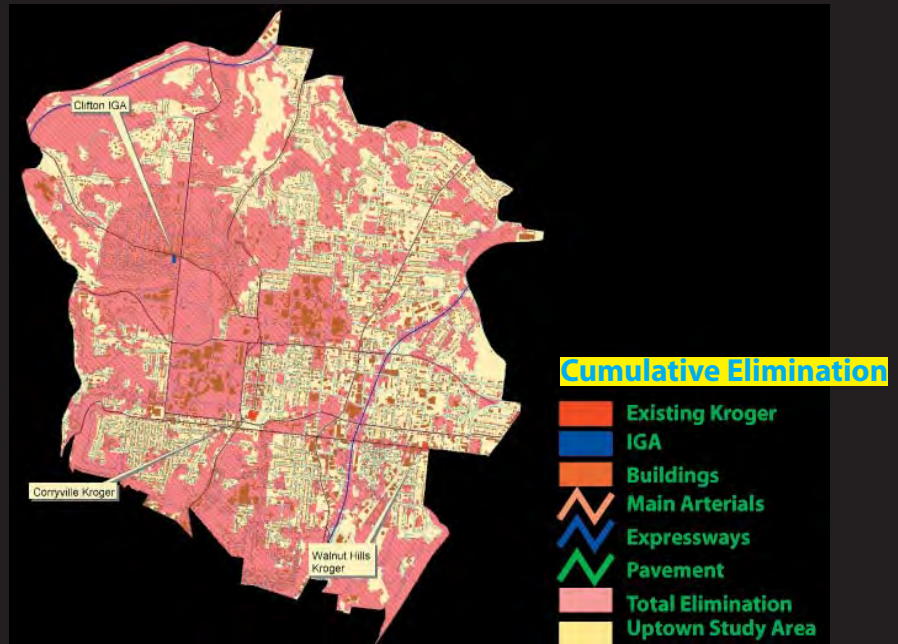 Clifton IGA
Cumulative Elimination
Existing Kroger
IGA
Buildings
Main Arterials
Expressways
Pavement
Total Elimination
Uptown Study Area
Corryville Kroger
Walnut Hills
Kroger